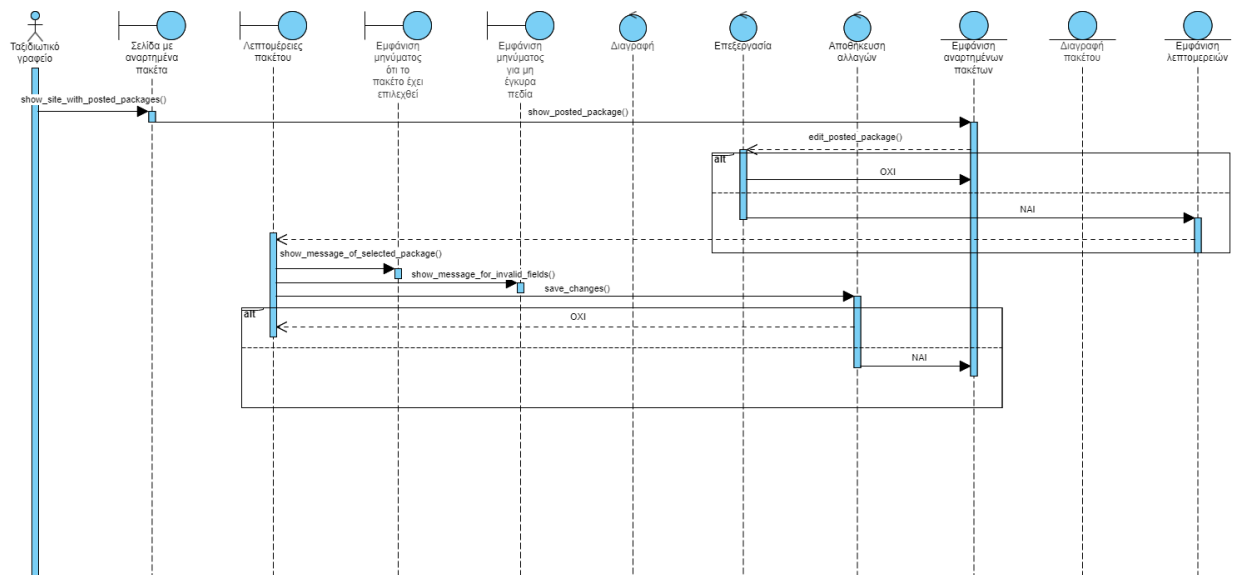 Ταξιδιωτικό
γραφείο
Σελίδα με
αναρτημένα
πακέτα
Λεπτομέρειες
πακέτου
Εμφάνιση
μηνύματος
ότι το
πακέτο έχει
επιλεχθεί
Εμφάνιση
μηνύματος
για μη
έγκυρα
πεδία
Διαγραφή
Επεξεργασία
Αποθήκευση
αλλαγών
Εμφάνιση
αναρτημένων
πακέτων
Διαγραφή
πακέτου
Εμφάνιση
λεπτομερειών
show_site_with_posted_packages()
show_posted_package()
edit_posted_package()
alt
ΟΧΙ
ΝΑΙ
show_message_of_selected_package()
show_message_for_invalid_fields()
save_changes()
alt
ΟΧΙ
ΝΑΙ